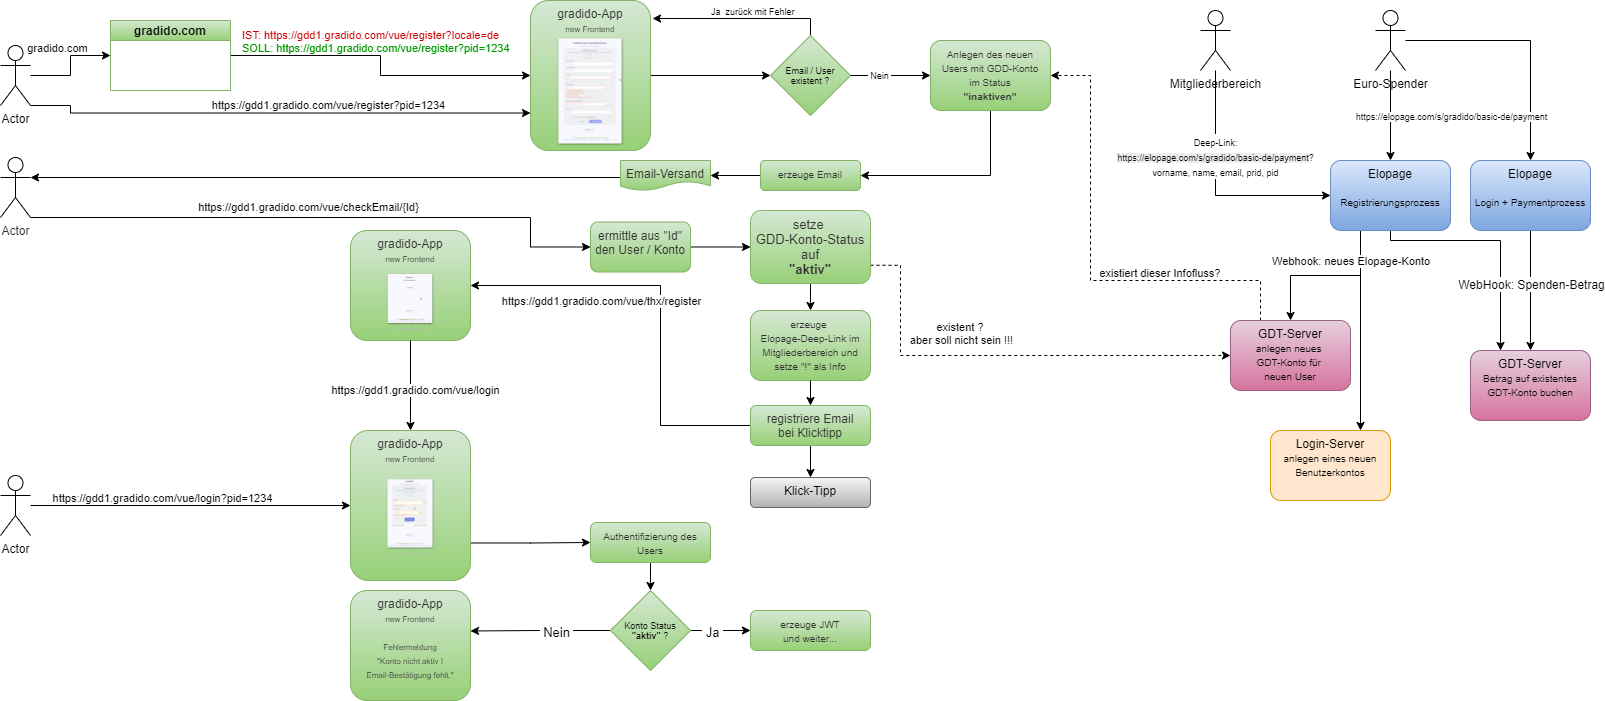 gradido.com
gradido.com
IST: https://gdd1.gradido.com/vue/register?locale=de
SOLL: https://gdd1.gradido.com/vue/register?pid=1234
https://gdd1.gradido.com/vue/register?pid=1234
Actor
gradido-App
new Frontend
Ja zurück mit Fehler
Email / User
existent ?
Nein
Anlegen des neuen
Users mit GDD-Konto
im Status
"inaktiven"
Email-Versand
erzeuge Email
Actor
https://gdd1.gradido.com/vue/checkEmail/{Id}
ermittle aus "Id"
den User / Konto
setze
GDD-Konto-Status
auf
"aktiv"
gradido-App
new Frontend
https://gdd1.gradido.com/vue/thx/register
erzeuge
Elopage-Deep-Link im
Mitgliederbereich und
setze "!" als Info
registriere Email
bei Klicktipp
Klick-Tipp
https://gdd1.gradido.com/vue/login
gradido-App
new Frontend
https://gdd1.gradido.com/vue/login?pid=1234
Actor
Authentifizierung des
Users
Konto Status
"aktiv" ?
Nein
Ja
erzeuge JWT
und weiter...
gradido-App
new Frontend
Fehlermeldung
"Konto nicht aktiv !
Email-Bestätigung fehlt."
Mitgliederbereich
Euro-Spender
https://elopage.com/s/gradido/basic-de/payment
Deep-Link:
https://elopage.com/s/gradido/basic-de/payment?
vorname, name, email, prid, pid
Elopage
Registrierungsprozess
Elopage
Login + Paymentprozess
Webhook: neues Elopage-Konto
WebHook: Spenden-Betrag
existiert dieser Infofluss?
existent ?
aber soll nicht sein !!!
GDT-Server
anlegen neues
GDT-Konto für
neuen User
GDT-Server
Betrag auf existentes
GDT-Konto buchen
Login-Server
anlegen eines neuen
Benutzerkontos